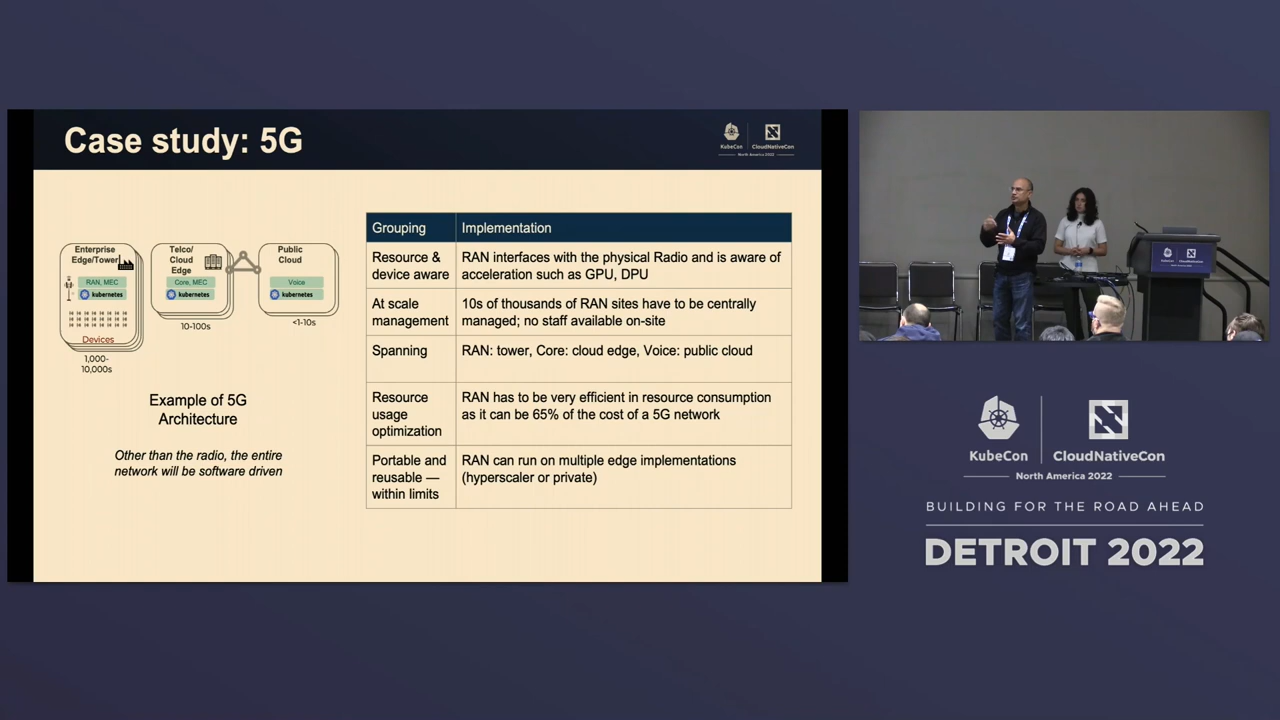 Case study: 5G
KubeCon
CloudNativeCon
North America 2022
Enterprise
Edge/Tower
RAN, MEC
kubernetes
Devices
1,000-
10,000s
Telco/
Cloud
Edge
Core, MEC
kubernetes
10-100s
Public
Cloud
Voice
kubernetes
<1-10s
Example of 5G
Architecture
Other than the radio, the entire
network will be software driven
Grouping
Implementation
Resource &
device aware
RAN interfaces with the physical Radio and is aware of
acceleration such as GPU, DPU
At scale
management
10s of thousands of RAN sites have to be centrally
managed; no staff available on-site
Spanning
RAN: tower, Core: cloud edge, Voice: public cloud
Resource
usage
optimization
RAN has to be very efficient in resource consumption
as it can be 65% of the cost of a 5G network
Portable and
reusable —
within limits
RAN can run on multiple edge implementations
(hyperscaler or private)
KubeCon
CloudNativeCon
North America 2022
BUILDING FOR THE ROAD AHEAD
DETROIT 2022